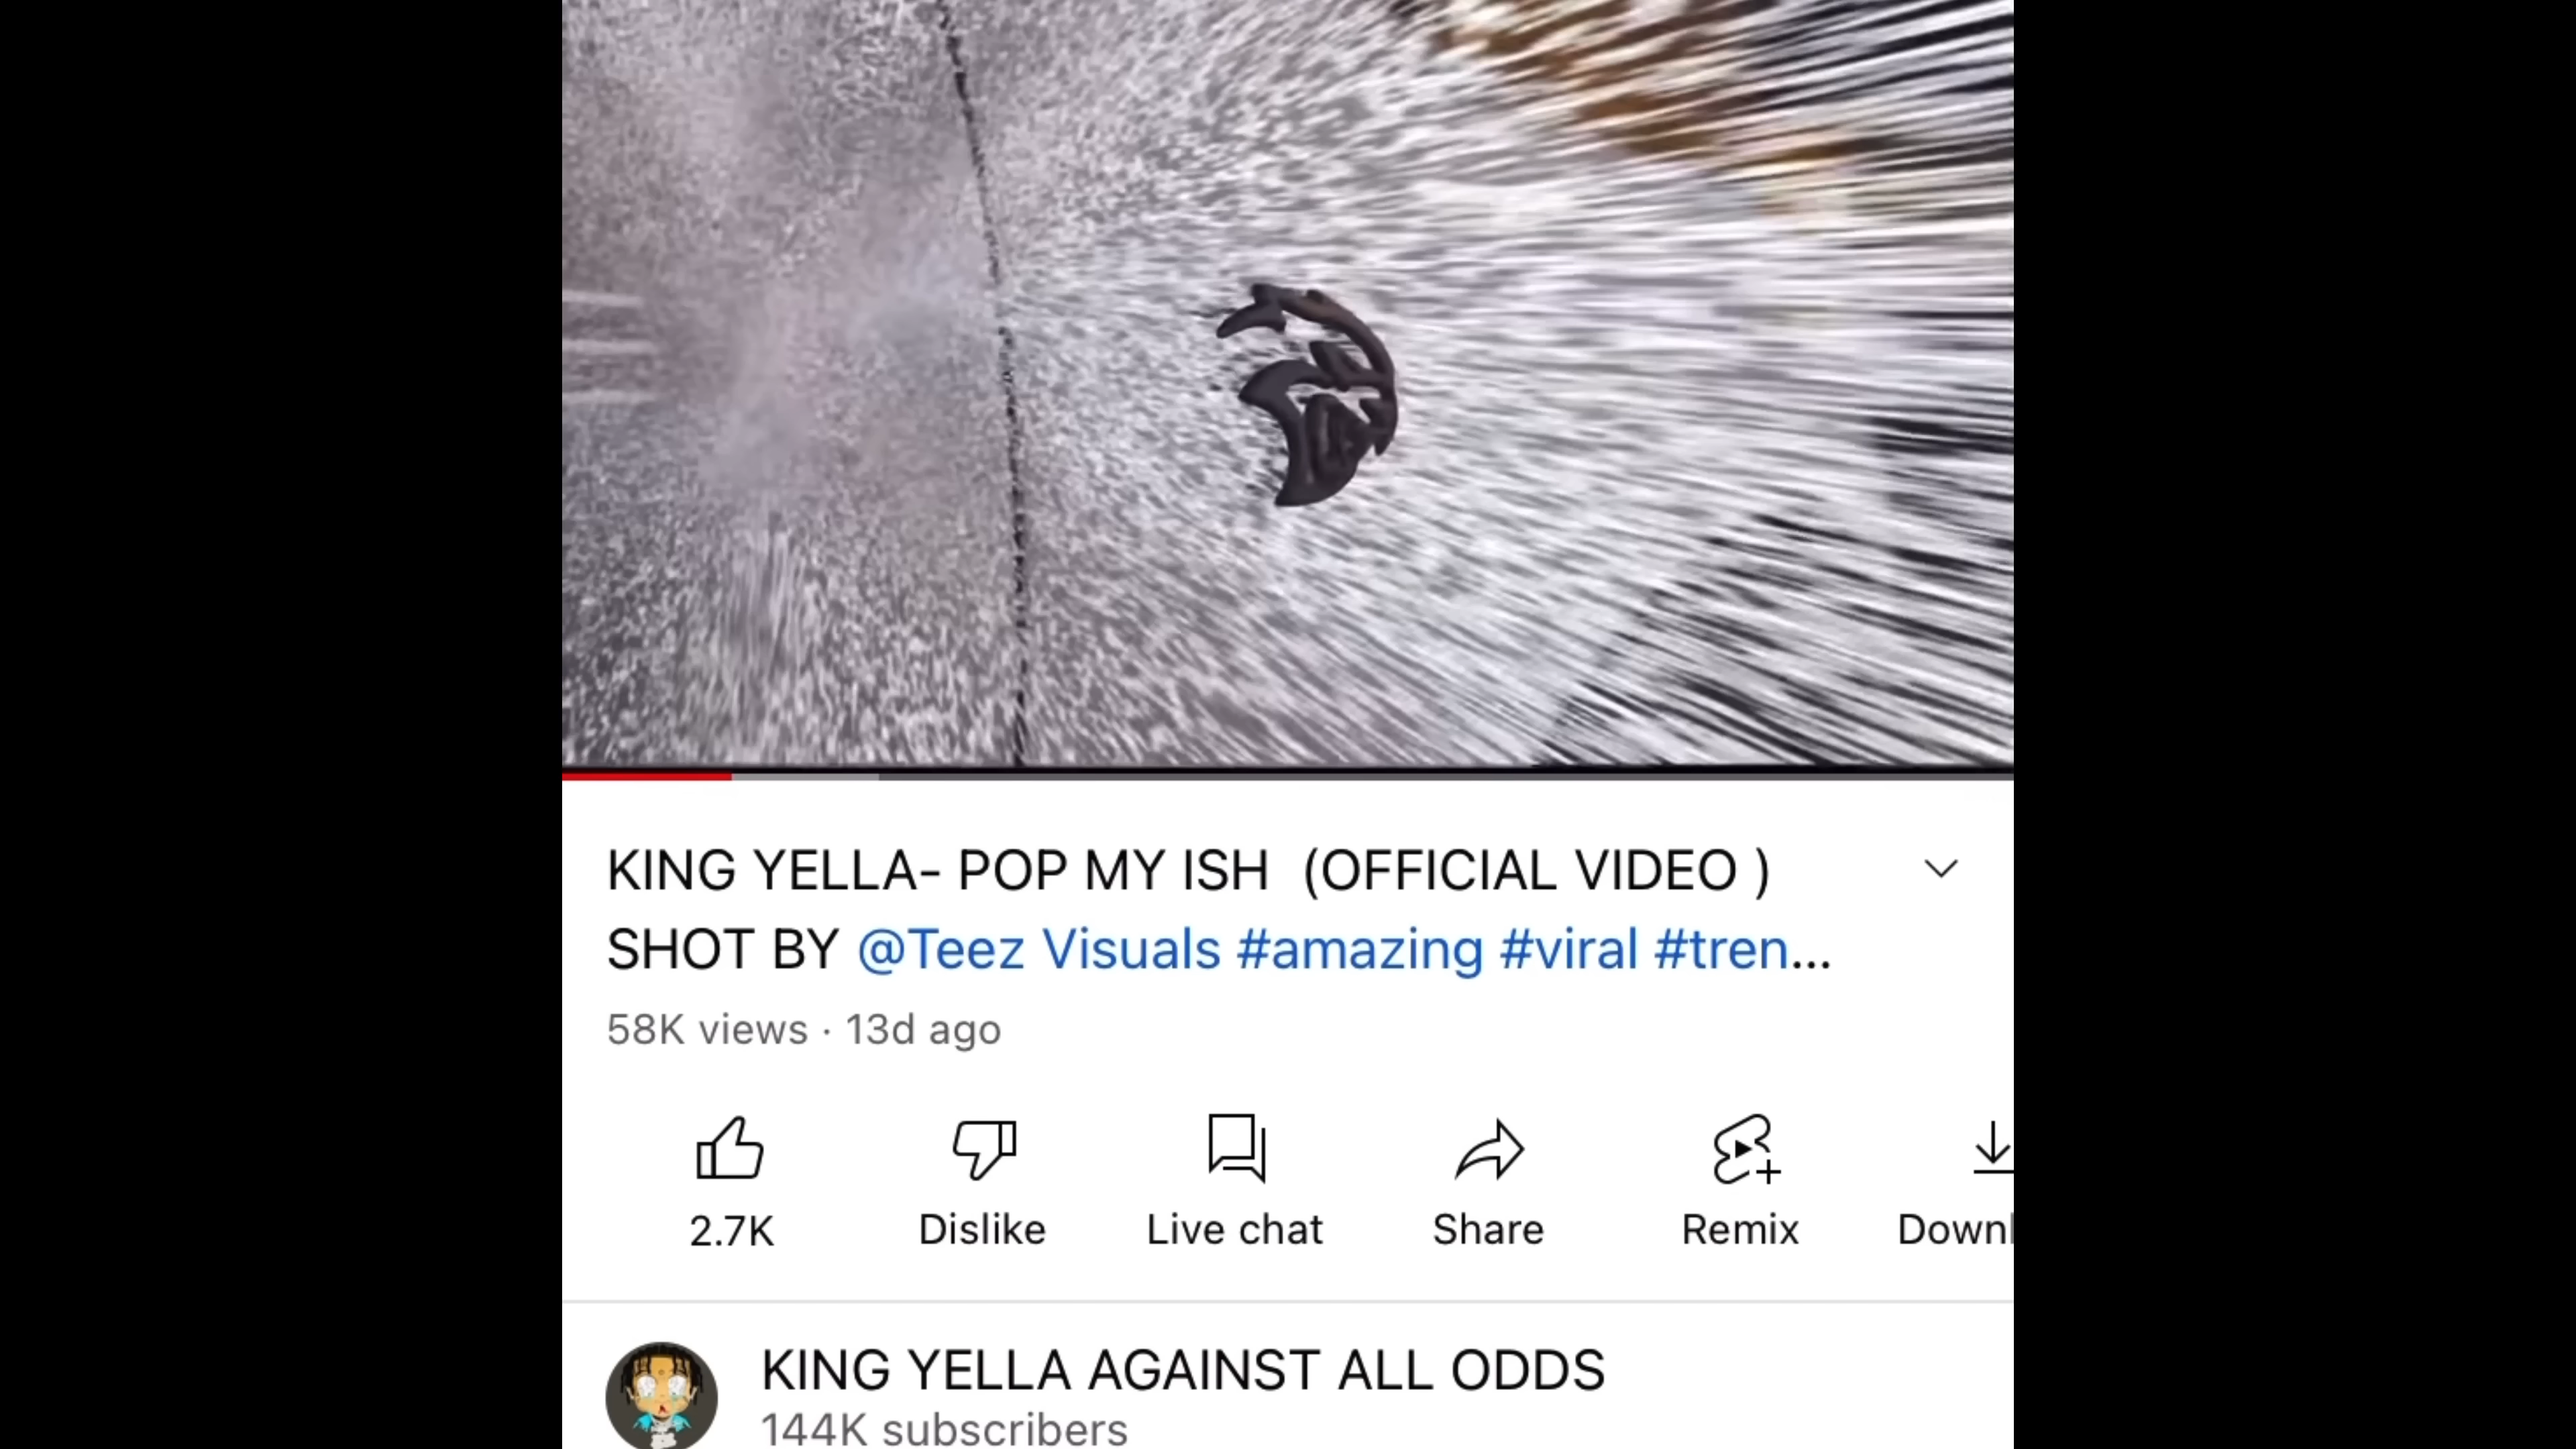 KING YELLA- POP MY ISH  (OFFICIAL VIDEO )
SHOT BY @Teez Visuals #amazing #viral #tren...
58K views · 13d ago
2.7K Dislike Live chat Share Remix Downl
KING YELLA AGAINST ALL ODDS
144K subscribers